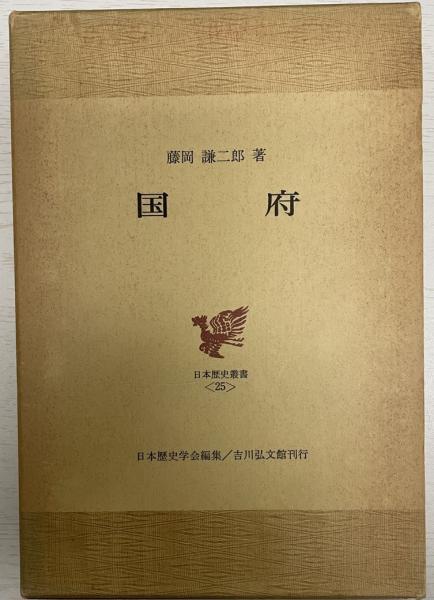 藤岡 謙二郎 著
国 府
日本歴史叢書
<25>
日本歴史学会編集／吉川弘文館刊行